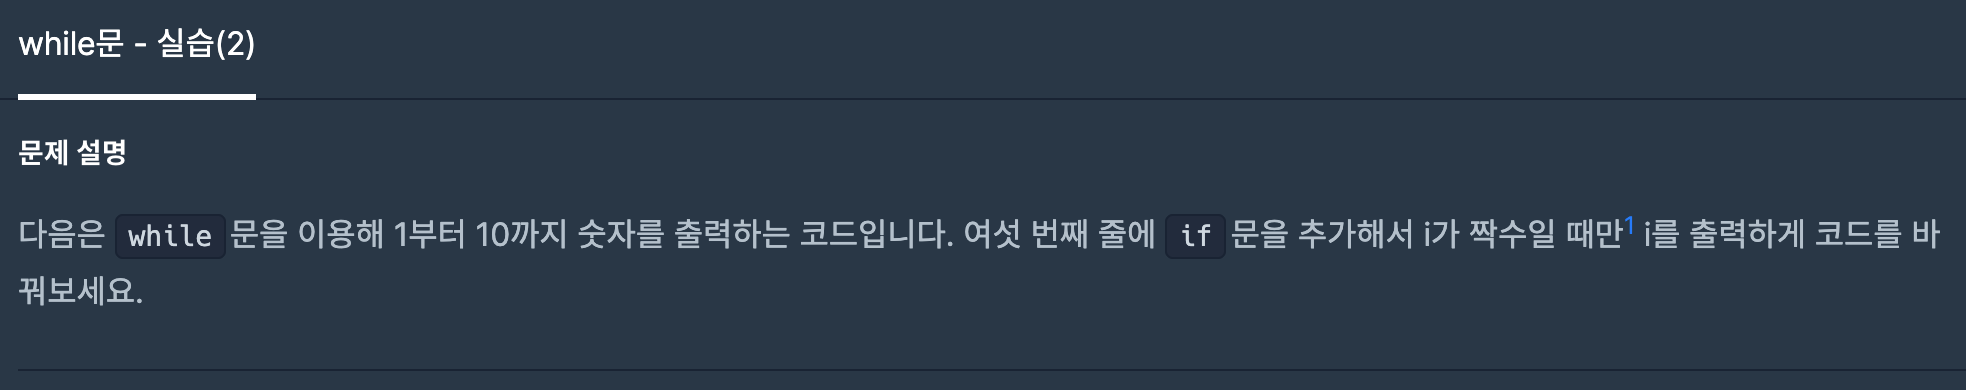 while문 - 실습(2)
문제 설명
다음은 while 문을 이용해 1부터 10까지 숫자를 출력하는 코드입니다. 여섯 번째 줄에 if 문을 추가해서 i가 짝수일 때만1 i를 출력하게 코드를 바
꿔보세요.